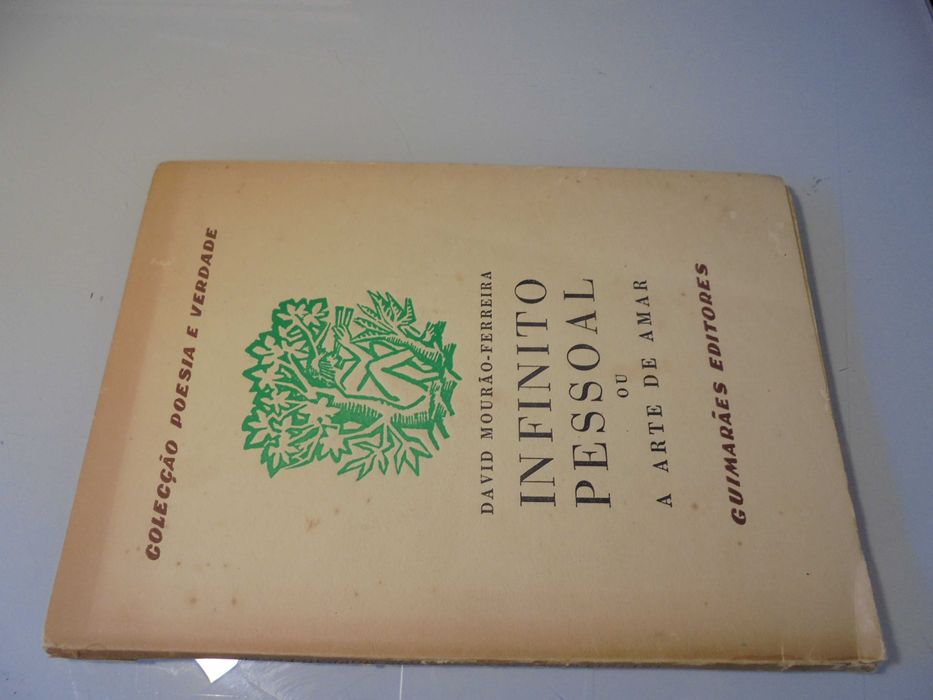 COLECÇÃO POESIA E VERDADE
DAVID MOURÃO-FERREIRA
INFINITO
PESSOAL
OU
A ARTE DE AMAR
GUIMARÃES EDITORES